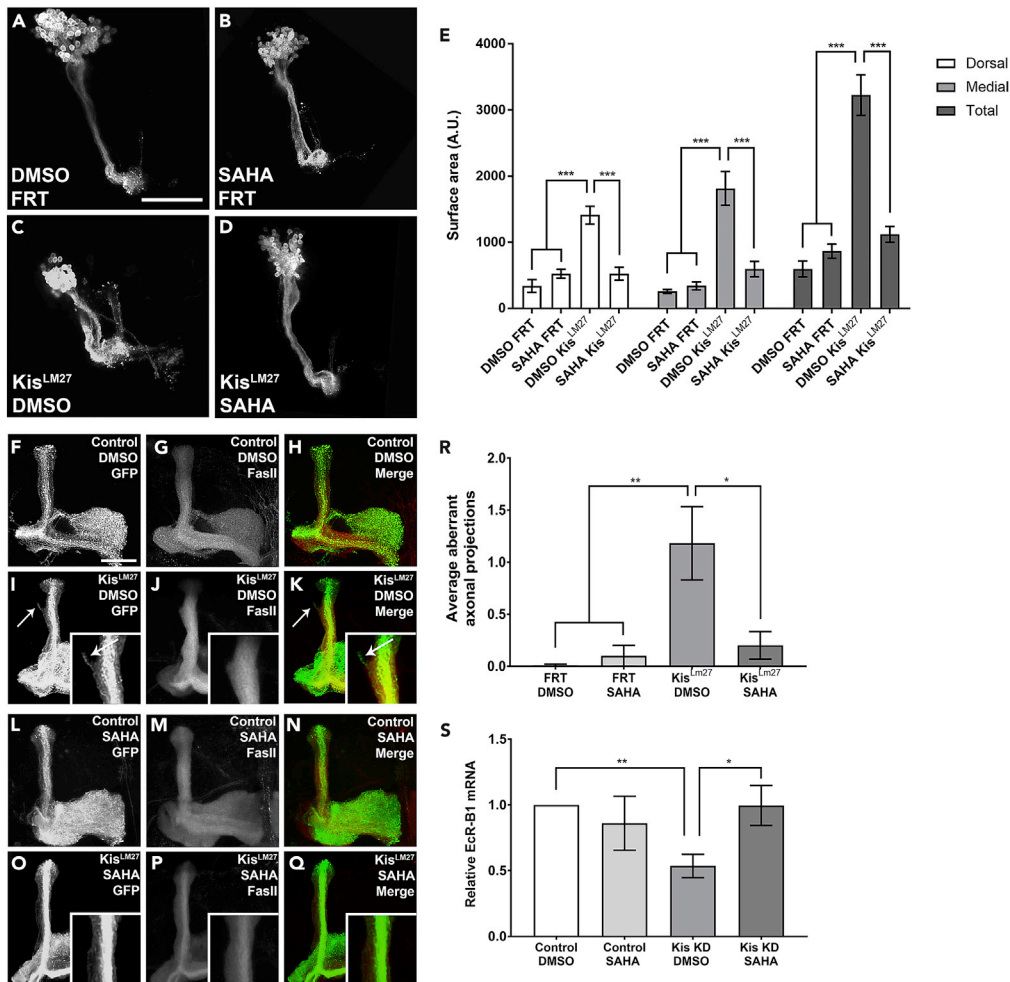 A
DMSO
FRT
B
SAHA
FRT
C
Kis^LM27
DMSO
D
Kis^LM27
SAHA
E
Surface area (A.U.)
4000
3000
2000
1000
0
***
***
***
***
***
***
DMSO FRT
SAHA FRT
DMSO Kis^LM27
SAHA Kis^LM27
DMSO FRT
SAHA FRT
DMSO Kis^LM27
SAHA Kis^LM27
DMSO FRT
SAHA FRT
DMSO Kis^LM27
SAHA Kis^LM27
Dorsal
Medial
Total
F
Control
DMSO
GFP
G
Control
DMSO
FasII
H
Control
DMSO
Merge
I
Kis^LM27
DMSO
GFP
J
Kis^LM27
DMSO
FasII
K
Kis^LM27
DMSO
Merge
L
Control
SAHA
GFP
M
Control
SAHA
FasII
N
Control
SAHA
Merge
O
Kis^LM27
SAHA
GFP
P
Kis^LM27
SAHA
FasII
Q
Kis^LM27
SAHA
Merge
R
Average aberrant
axonal projections
2.0
1.5
1.0
0.5
0.0
**
*
FRT
DMSO
FRT
SAHA
Kis^Lm27
DMSO
Kis^Lm27
SAHA
S
Relative EcR-B1 mRNA
1.5
1.0
0.5
0.0
**
*
Control
DMSO
Control
SAHA
Kis KD
DMSO
Kis KD
SAHA